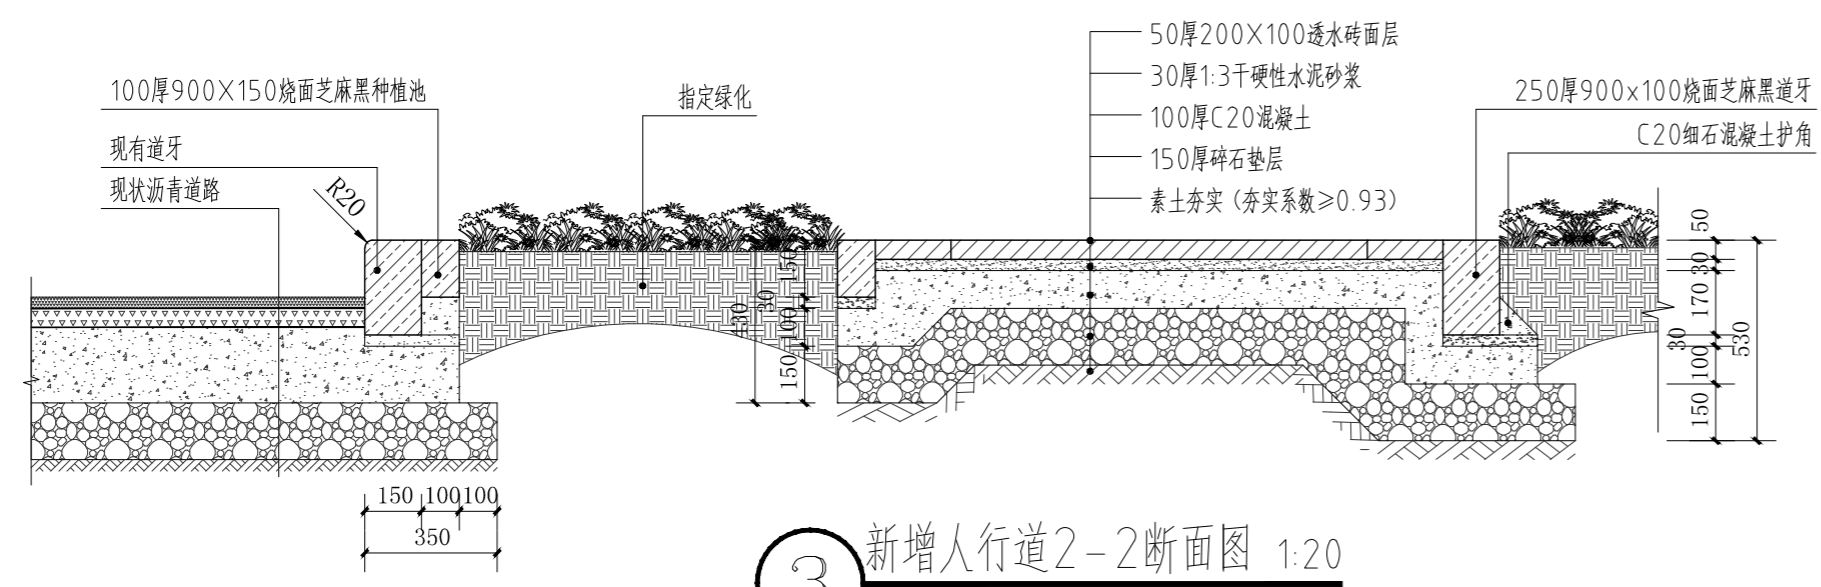 50厚200X100透水砖面层
30厚1:3干硬性水泥砂浆
100厚C20混凝土
150厚碎石垫层
素土夯实（夯实系数≥0.93）
100厚900X150烧面芝麻黑种植池
现有道牙
现状沥青道路
R20
指定绿化
250厚900x100烧面芝麻黑道牙
C20细石混凝土护角
150
30
100
150
430
50
30
170
30
100
150
530
150
100
100
350
3
新增人行道2-2断面图 1:20